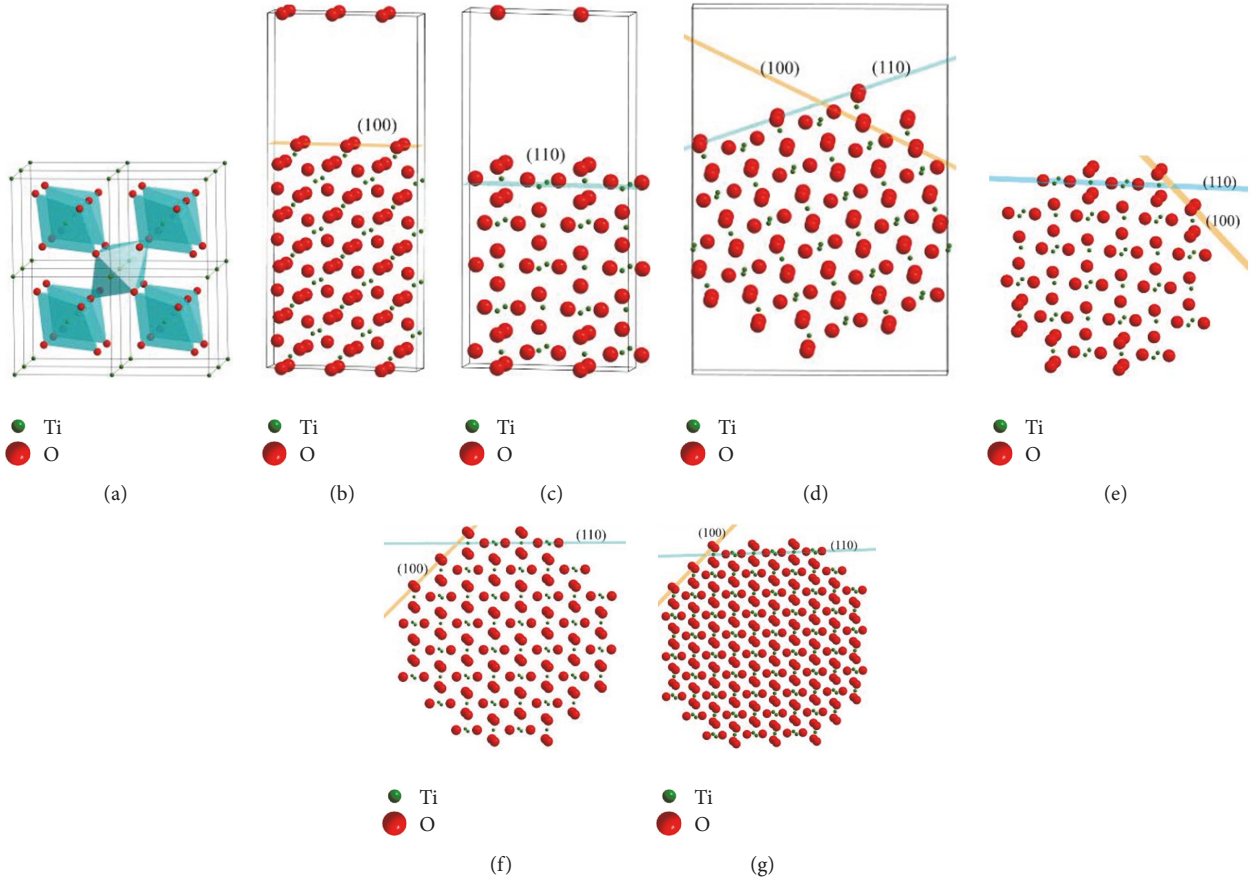 (100)
(110)
(100)
(110)
(110)
(100)
Ti
O
(a)
Ti
O
(b)
Ti
O
(c)
Ti
O
(d)
Ti
O
(e)
(100)
(110)
(100)
(110)
Ti
O
(f)
Ti
O
(g)